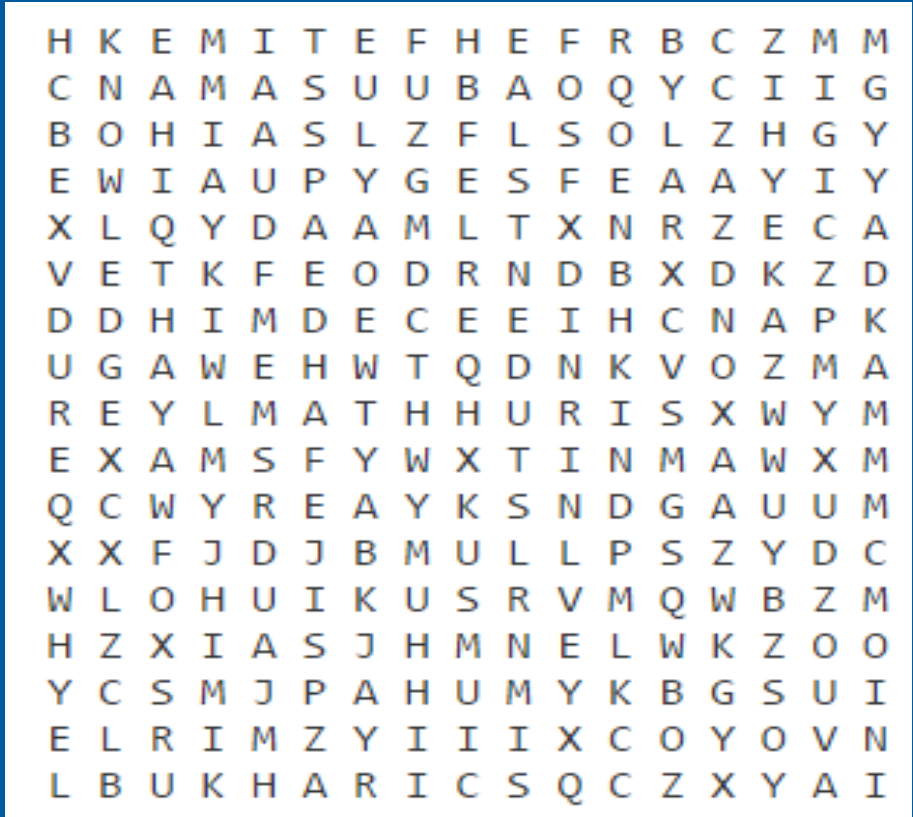 H K E M I T E F H E F R B C Z M M
C N A M A S U U B A O Q Y C I I G
B O H I A S L Z F L S O L Z H G Y
E W I A U P Y G E S F E A A Y I Y
X L Q Y D A A M L T X N R Z E C A
V E T K F E O D R N D B X D K Z D
D D H I M D E C E E I H C N A P K
U G A W E H W T Q D N K V O Z M A
R E Y L M A T H H U R I S X W Y M
E X A M S F Y W X T I N M A W X M
Q C W Y R E A Y K S N D G A U U M
X X F J D J B M U L L P S Z Y D C
W L O H U I K U S R V M Q W B Z M
H Z X I A S J H M N E L W K Z O O
Y C S M J P A H U M Y K B G S U I
E L R I M Z Y I I I X C O Y O V N
L B U K H A R I C S Q C Z X Y A I